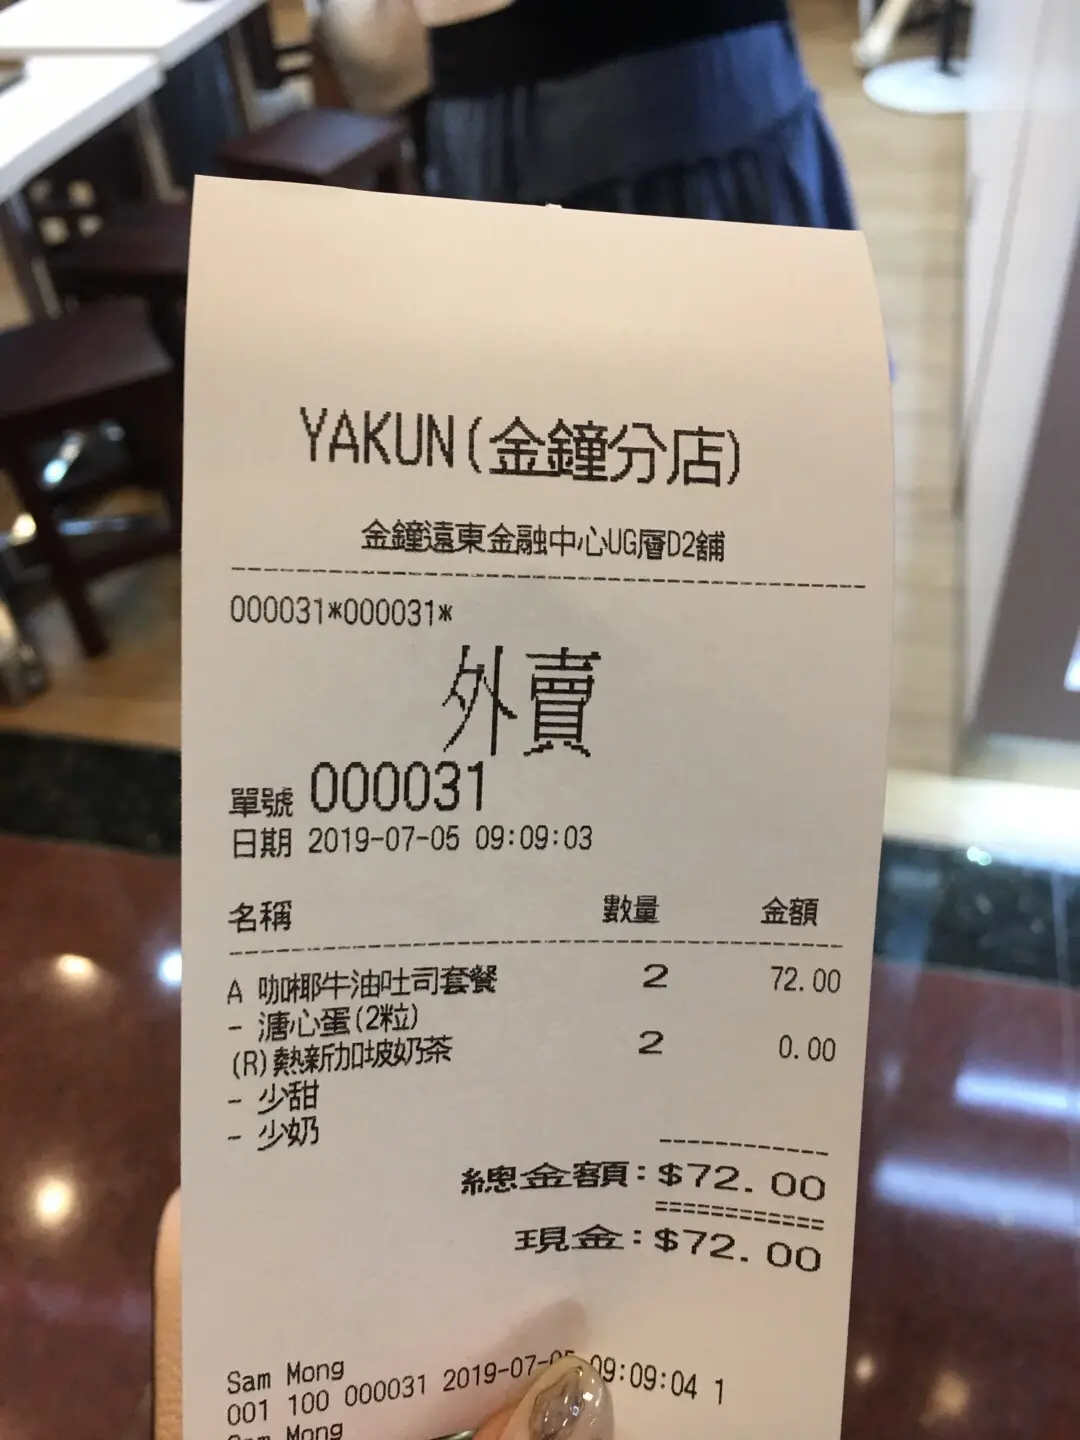 YAKUN(金鐘分店)
金鐘遠東金融中心UG層D2舖
000031*000031*
外賣
單號 000031
日期 2019-07-05 09:09:03
名稱 數量 金額
A 咖椰牛油吐司套餐 2 72.00
- 溏心蛋(2粒)
(R)熱新加坡奶茶 2 0.00
- 少甜
- 少奶
總金額:$72.00
現金:$72.00
Sam Mong
001 100 000031 2019-07-05 09:09:04 1
Sam Mong